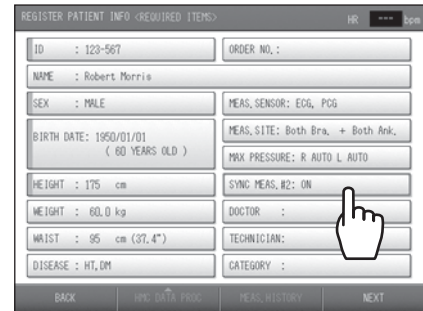 REGISTER PATIENT INFO <REQUIRED ITEMS> HR --- bpm
ID : 123-567
ORDER NO.:
NAME : Robert Morris
SEX : MALE
MEAS.SENSOR: ECG, PCG
BIRTH DATE: 1950/01/01
( 60 YEARS OLD )
MEAS.SITE: Both Bra. + Both Ank.
MAX PRESSURE: R AUTO L AUTO
HEIGHT : 175 cm
SYNC MEAS.#2: ON
WEIGHT : 60.0 kg
DOCTOR :
WAIST : 95 cm (37.4")
TECHNICIAN:
DISEASE : HT,DM
CATEGORY :
BACK HMC DATA PROC MEAS.HISTORY NEXT